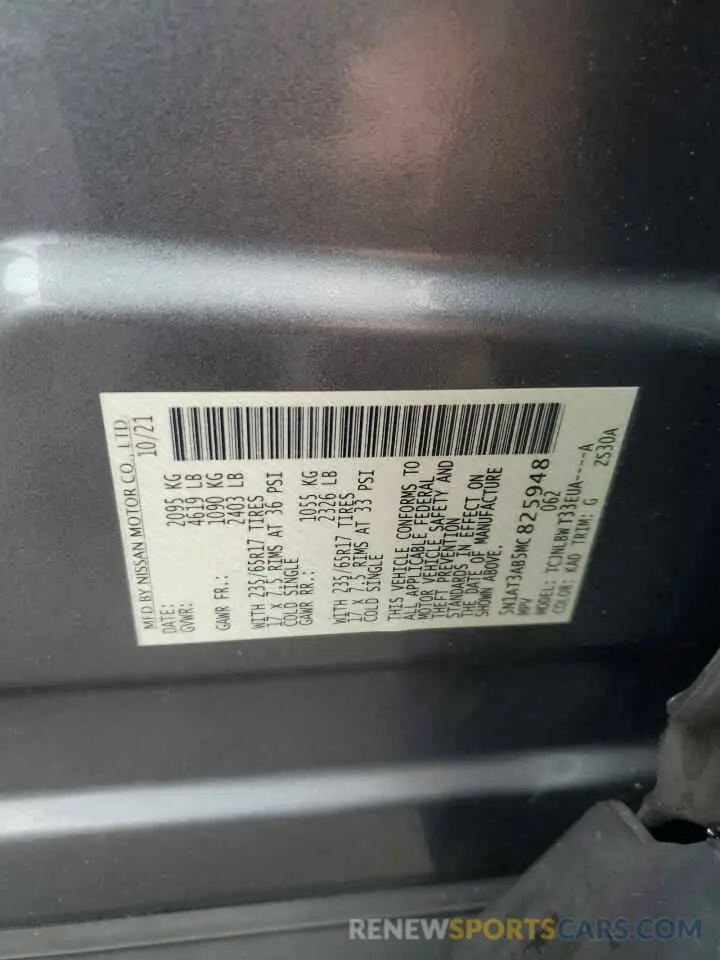 MFD BY NISSAN MOTOR CO., LTD
DATE: 10/21
GVWR: 2095 KG
4619 LB
GAWR FR.: 1090 KG
2403 LB
WITH 235/65R17 TIRES
17 X 7.5 RIMS AT 36 PSI
COLD SINGLE
GAWR RR.: 1055 KG
2326 LB
WITH 235/65R17 TIRES
17 X 7.5 RIMS AT 33 PSI
COLD SINGLE
THIS VEHICLE CONFORMS TO
ALL APPLICABLE FEDERAL
MOTOR VEHICLE SAFETY AND
THEFT PREVENTION
STANDARDS IN EFFECT ON
THE DATE OF MANUFACTURE
SHOWN ABOVE.
5N1AT3AB5MC825948
MPV 062
MODEL: TCJNLBW T33EUA----A
COLOR: KAD TRIM: G ZS30A
RENEWSPORTSCARS.COM